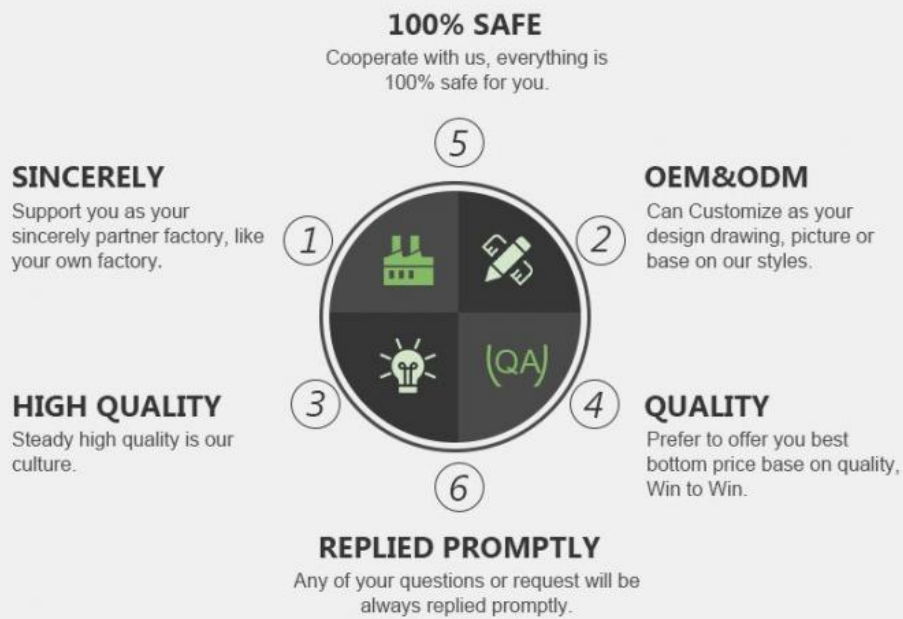 100% SAFE
Cooperate with us, everything is
100% safe for you.
5
SINCERELY
Support you as your
sincerely partner factory, like
your own factory.
1
2
OEM&ODM
Can Customize as your
design drawing, picture or
base on our styles.
(QA)
HIGH QUALITY
Steady high quality is our
culture.
3
4
QUALITY
Prefer to offer you best
bottom price base on quality,
Win to Win.
6
REPLIED PROMPTLY
Any of your questions or request will be
always replied promptly.